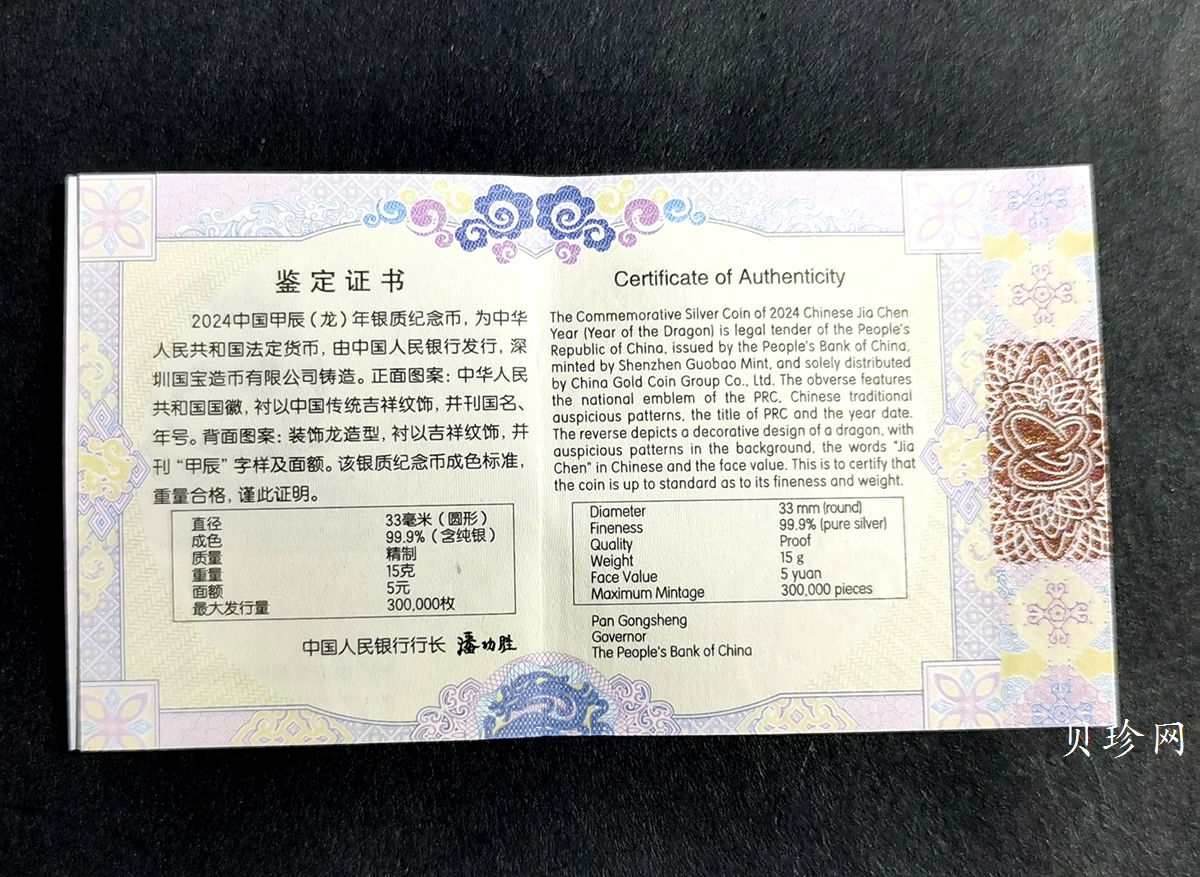 鉴定证书
2024中国甲辰（龙）年银质纪念币，为中华
人民共和国法定货币，由中国人民银行发行，深
圳国宝造币有限公司铸造。正面图案：中华人民
共和国国徽，衬以中国传统吉祥纹饰，并刊国名、
年号。背面图案：装饰龙造型，衬以吉祥纹饰，并
刊“甲辰”字样及面额。该银质纪念币成色标准，
重量合格，谨此证明。
直径 33毫米（圆形）
成色 99.9%（含纯银）
质量 精制
重量 15克
面额 5元
最大发行量 300,000枚
中国人民银行行长 潘功胜
Certificate of Authenticity
The Commemorative Silver Coin of 2024 Chinese Jia Chen
Year (Year of the Dragon) is legal tender of the People's
Republic of China, issued by the People's Bank of China,
minted by Shenzhen Guobao Mint, and solely distributed
by China Gold Coin Group Co., Ltd. The obverse features
the national emblem of the PRC, Chinese traditional
auspicious patterns, the title of PRC and the year date.
The reverse depicts a decorative design of a dragon, with
auspicious patterns in the background, the words "Jia
Chen" in Chinese and the face value. This is to certify that
the coin is up to standard as to its fineness and weight.
Diameter 33 mm (round)
Fineness 99.9% (pure silver)
Quality Proof
Weight 15 g
Face Value 5 yuan
Maximum Mintage 300,000 pieces
Pan Gongsheng
Governor
The People's Bank of China
贝珍网